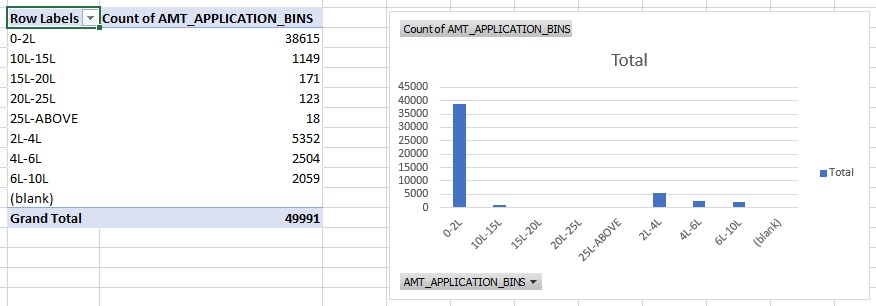 Row Labels Count of AMT_APPLICATION_BINS
0-2L 38615
10L-15L 1149
15L-20L 171
20L-25L 123
25L-ABOVE 18
2L-4L 5352
4L-6L 2504
6L-10L 2059
(blank)
Grand Total 49991
Count of AMT_APPLICATION_BINS
Total
45000
40000
35000
30000
25000
20000
15000
10000
5000
0
0-2L
10L-15L
15L-20L
20L-25L
25L-ABOVE
2L-4L
4L-6L
6L-10L
(blank)
Total
AMT_APPLICATION_BINS